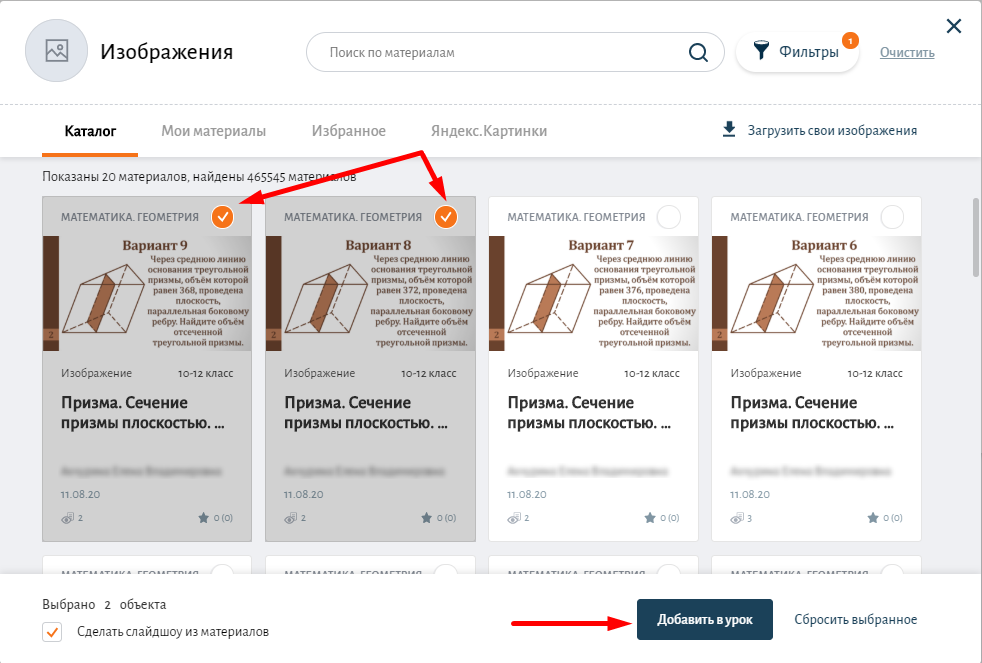 Изображения
Поиск по материалам
Фильтры
1
Очистить
Каталог
Мои материалы
Избранное
Яндекс.Картинки
Загрузить свои изображения
Показаны 20 материалов, найдены 465545 материалов
МАТЕМАТИКА. ГЕОМЕТРИЯ
Вариант 9
Через среднюю линию
основания треугольной
призмы, объём которой
равен 368, проведена
плоскость,
параллельная боковому
ребру. Найдите объём
отсеченной
треугольной призмы.
2
Изображение
10-12 класс
Призма. Сечение
призмы плоскостью. ...
11.08.20
2
0 (0)
МАТЕМАТИКА. ГЕОМЕТРИЯ
Вариант 8
Через среднюю линию
основания треугольной
призмы, объём которой
равен 372, проведена
плоскость,
параллельная боковому
ребру. Найдите объём
отсеченной
треугольной призмы.
2
Изображение
10-12 класс
Призма. Сечение
призмы плоскостью. ...
11.08.20
2
0 (0)
МАТЕМАТИКА. ГЕОМЕТРИЯ
Вариант 7
Через среднюю линию
основания треугольной
призмы, объём которой
равен 376, проведена
плоскость,
параллельная боковому
ребру. Найдите объём
отсеченной
треугольной призмы.
2
Изображение
10-12 класс
Призма. Сечение
призмы плоскостью. ...
11.08.20
2
0 (0)
МАТЕМАТИКА. ГЕОМЕТРИЯ
Вариант 6
Через среднюю линию
основания треугольной
призмы, объём которой
равен 380, проведена
плоскость,
параллельная боковому
ребру. Найдите объём
отсеченной
треугольной призмы.
2
Изображение
10-12 класс
Призма. Сечение
призмы плоскостью. ...
11.08.20
3
0 (0)
МАТЕМАТИКА. ГЕОМЕТРИЯ
МАТЕМАТИКА. ГЕОМЕТРИЯ
МАТЕМАТИКА. ГЕОМЕТРИЯ
МАТЕМАТИКА. ГЕОМЕТРИЯ
Выбрано 2 объекта
Сделать слайдшоу из материалов
Добавить в урок
Сбросить выбранное